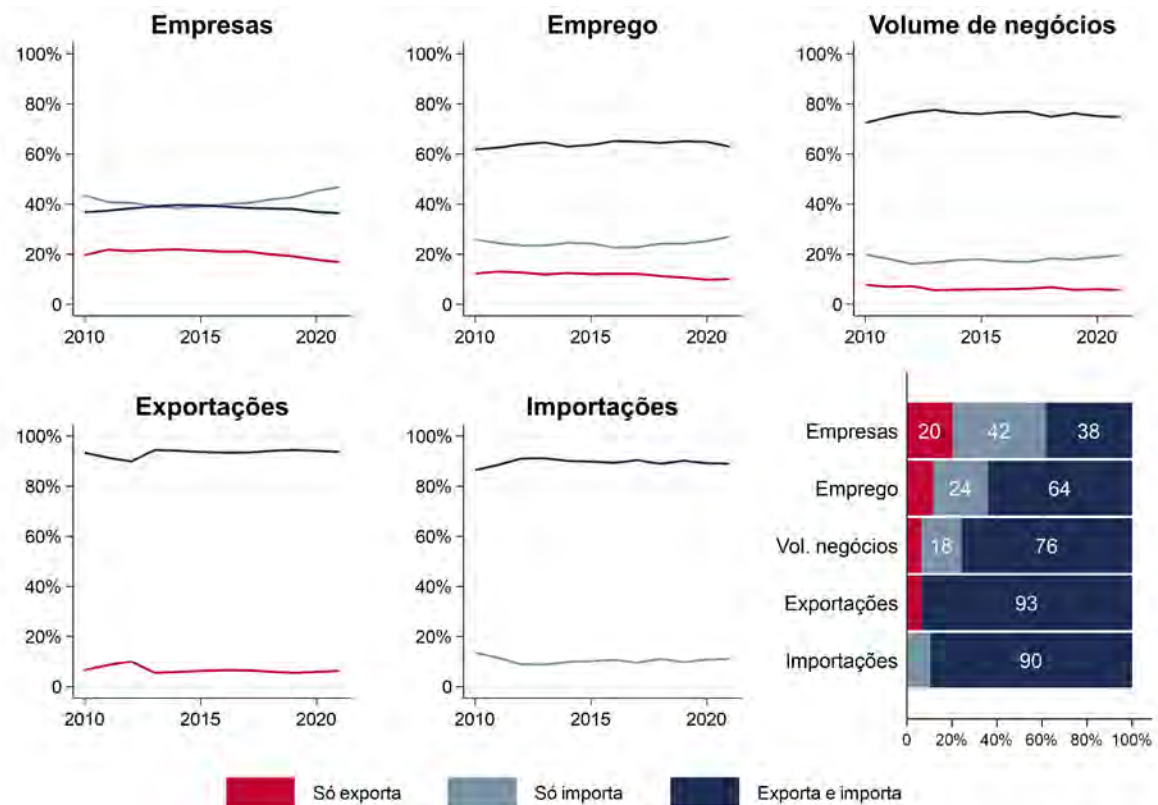 Empresas
100%
80%
60%
40%
20%
0
2010 2015 2020
Emprego
100%
80%
60%
40%
20%
0
2010 2015 2020
Volume de negócios
100%
80%
60%
40%
20%
0
2010 2015 2020
Exportações
100%
80%
60%
40%
20%
0
2010 2015 2020
Importações
100%
80%
60%
40%
20%
0
2010 2015 2020
Empresas 20 42 38
Emprego 24 64
Vol. negócios 18 76
Exportações 93
Importações 90
0 20% 40% 60% 80% 100%
Só exporta Só importa Exporta e importa